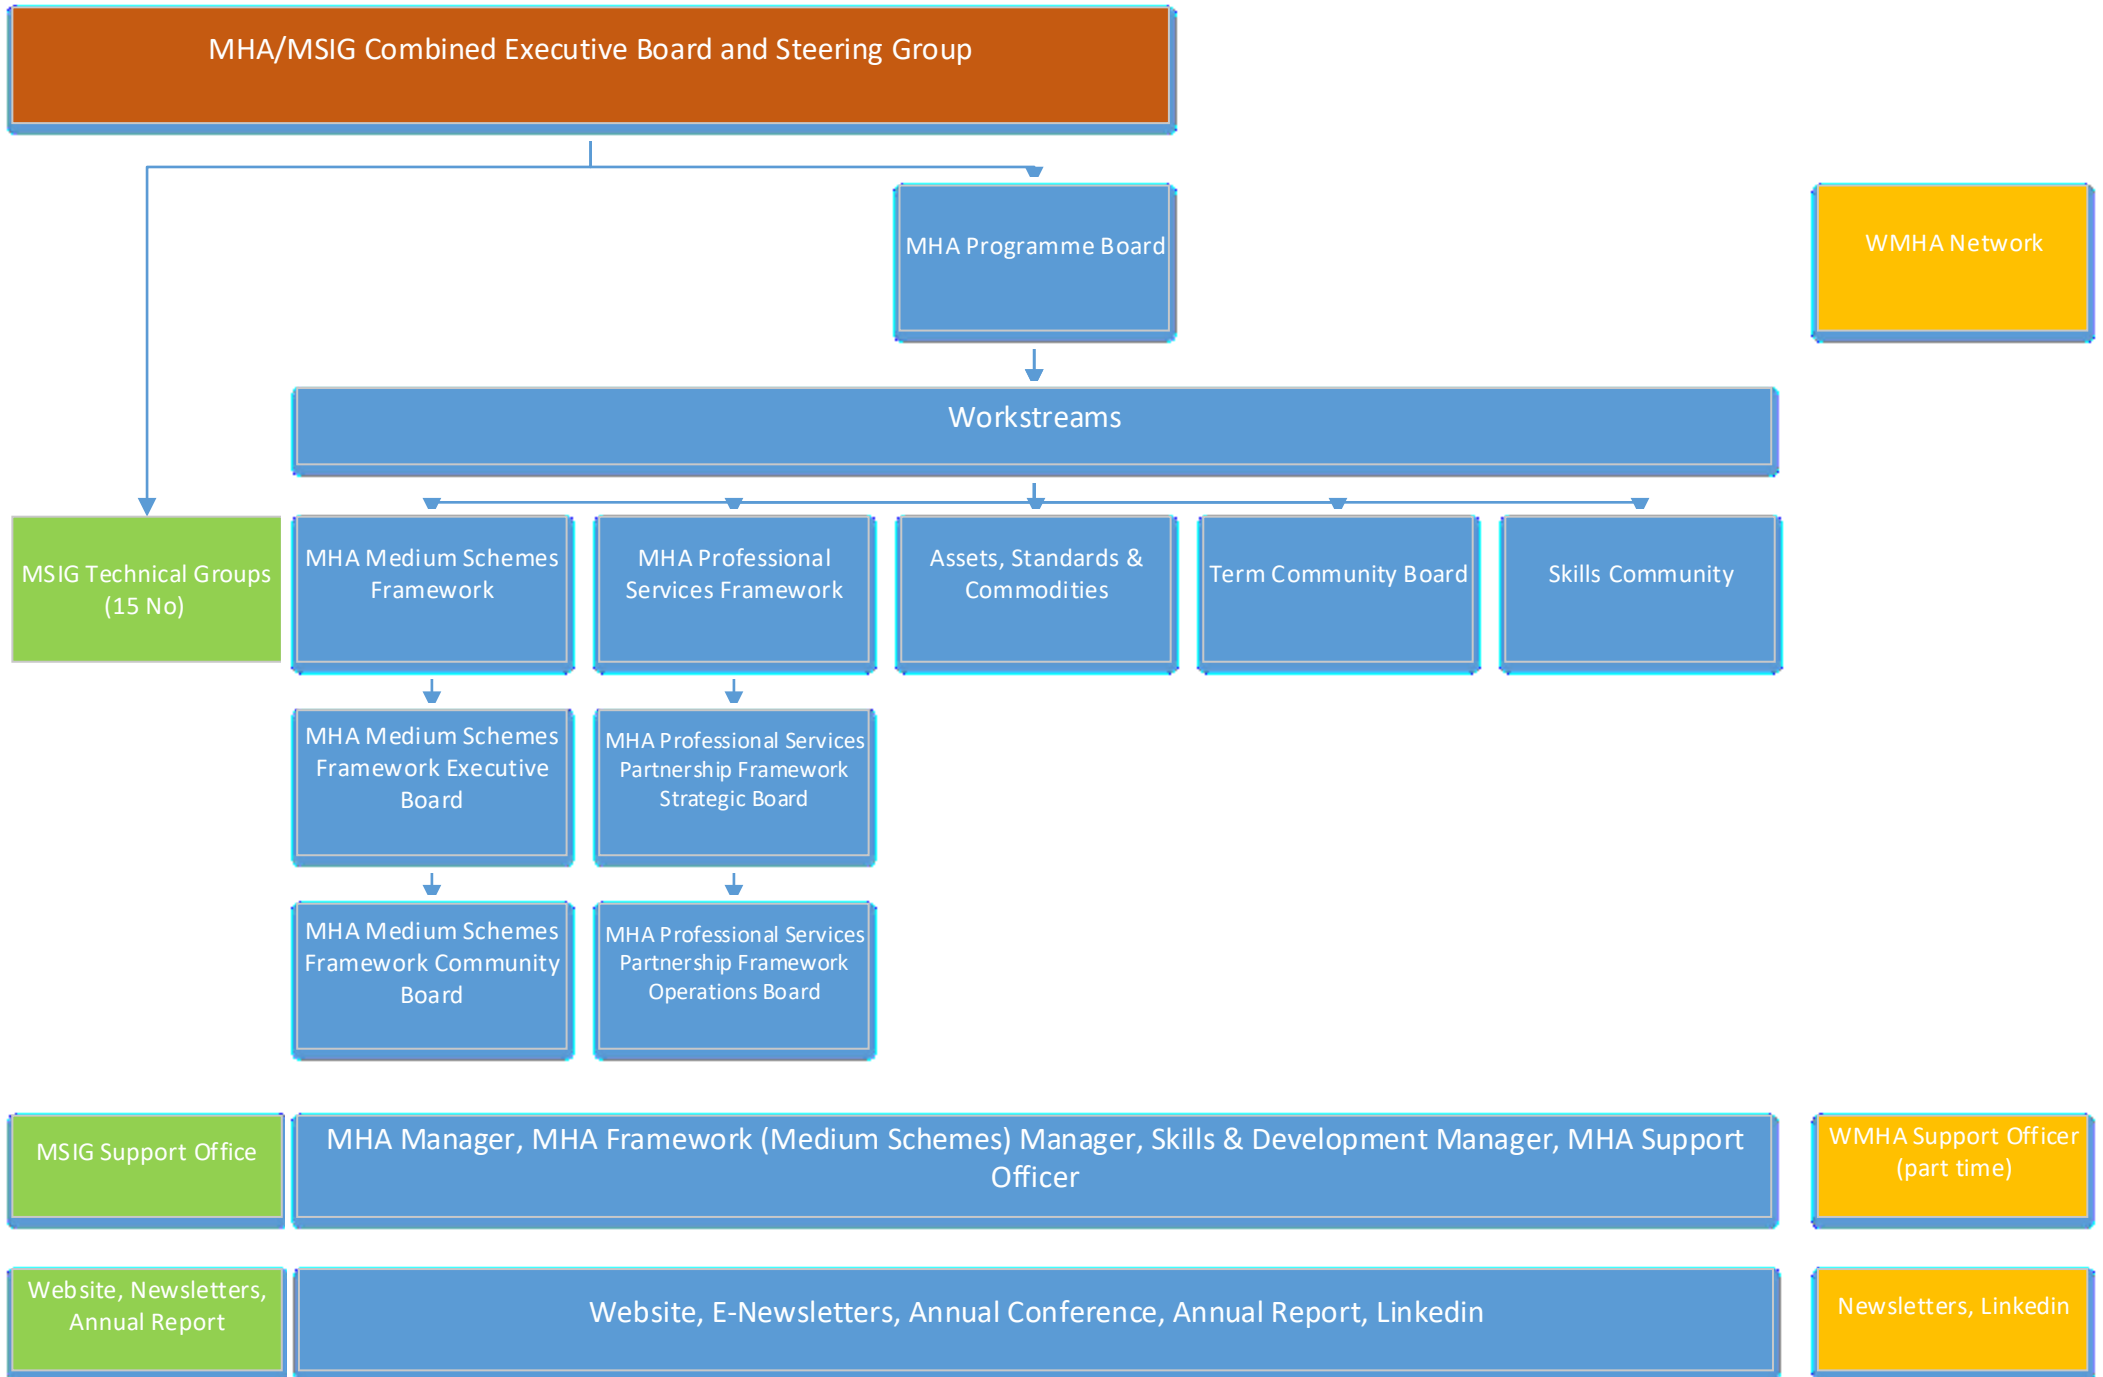 MHA/MSIG Combined Executive Board and Steering Group
MHA Programme Board
WMHA Network
Workstreams
MSIG Technical Groups
(15 No)
MHA Medium Schemes
Framework
MHA Professional
Services Framework
Assets, Standards &
Commodities
Term Community Board
Skills Community
MHA Medium Schemes
Framework Executive
Board
MHA Professional Services
Partnership Framework
Strategic Board
MHA Medium Schemes
Framework Community
Board
MHA Professional Services
Partnership Framework
Operations Board
MSIG Support Office
MHA Manager, MHA Framework (Medium Schemes) Manager, Skills & Development Manager, MHA Support
Officer
WMHA Support Officer
(part time)
Website, Newsletters,
Annual Report
Website, E-Newsletters, Annual Conference, Annual Report, Linkedin
Newsletters, Linkedin